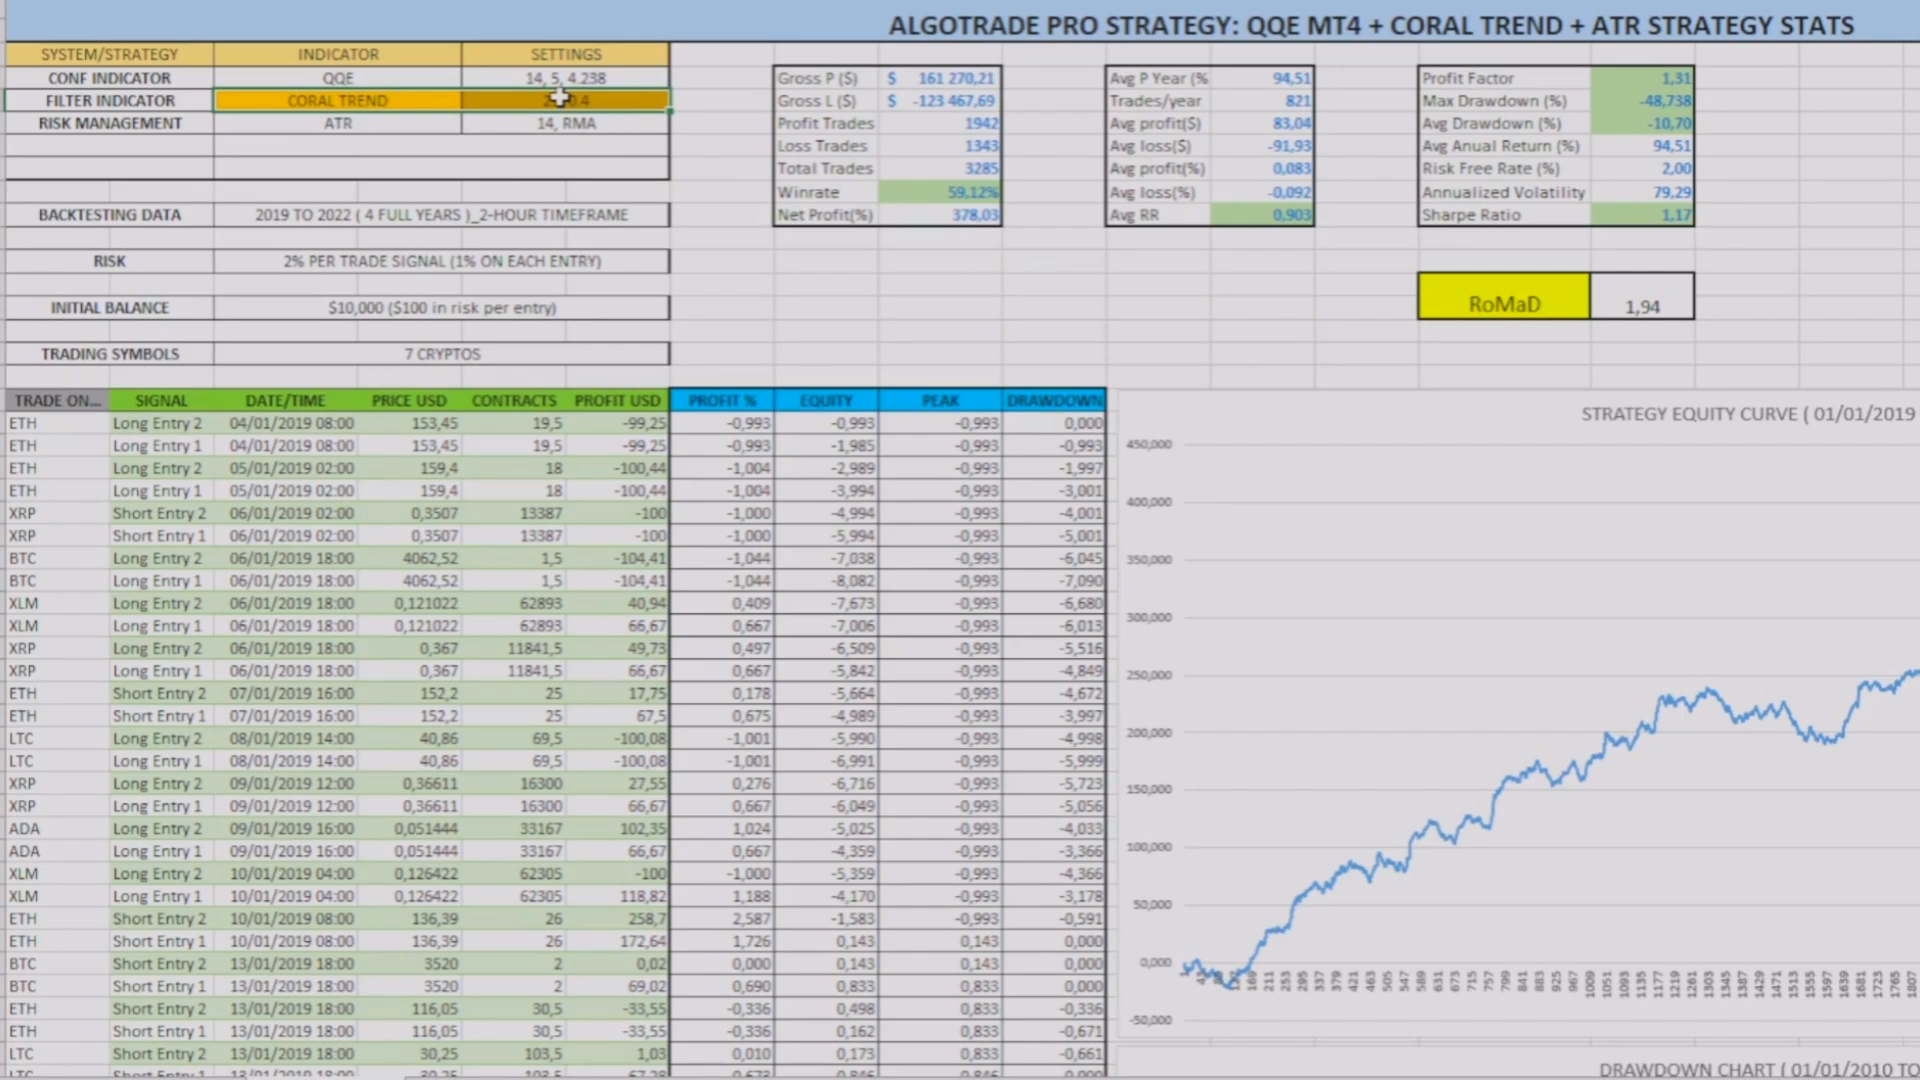 ALGOTRADE PRO STRATEGY: QQE MT4 + CORAL TREND + ATR STRATEGY STATS
SYSTEM/STRATEGY INDICATOR SETTINGS
CONF INDICATOR QQE 14, 5, 4.238
FILTER INDICATOR CORAL TREND
RISK MANAGEMENT ATR 14, RMA
BACKTESTING DATA 2019 TO 2022 ( 4 FULL YEARS )_2-HOUR TIMEFRAME
RISK 2% PER TRADE SIGNAL (1% ON EACH ENTRY)
INITIAL BALANCE $10,000 ($100 in risk per entry)
TRADING SYMBOLS 7 CRYPTOS
Gross P ($) $ 161 270,21
Gross L ($) $ -123 467,69
Profit Trades 1942
Loss Trades 1343
Total Trades 3285
Winrate 59,12%
Net Profit(%) 378,03
Avg P Year (% 94,51
Trades/year 821
Avg profit($) 83,04
Avg loss($) -91,93
Avg profit(%) 0,083
Avg loss(%) -0,092
Avg RR 0,903
Profit Factor 1,31
Max Drawdown (%) -48,738
Avg Drawdown (%) -10,70
Avg Anual Return (%) 94,51
Risk Free Rate (%) 2,00
Annualized Volatility 79,29
Sharpe Ratio 1,17
RoMaD 1,94
TRADE ON... SIGNAL DATE/TIME PRICE USD CONTRACTS PROFIT USD PROFIT % EQUITY PEAK DRAWDOWN
ETH Long Entry 2 04/01/2019 08:00 153,45 19,5 -99,25 -0,993 -0,993 -0,993 0,000
ETH Long Entry 1 04/01/2019 08:00 153,45 19,5 -99,25 -0,993 -1,985 -0,993 -0,993
ETH Long Entry 2 05/01/2019 02:00 159,4 18 -100,44 -1,004 -2,989 -0,993 -1,997
ETH Long Entry 1 05/01/2019 02:00 159,4 18 -100,44 -1,004 -3,994 -0,993 -3,001
XRP Short Entry 2 06/01/2019 02:00 0,3507 13387 -100 -1,000 -4,994 -0,993 -4,001
XRP Short Entry 1 06/01/2019 02:00 0,3507 13387 -100 -1,000 -5,994 -0,993 -5,001
BTC Long Entry 2 06/01/2019 18:00 4062,52 1,5 -104,41 -1,044 -7,038 -0,993 -6,045
BTC Long Entry 1 06/01/2019 18:00 4062,52 1,5 -104,41 -1,044 -8,082 -0,993 -7,090
XLM Long Entry 2 06/01/2019 18:00 0,121022 62893 40,94 0,409 -7,673 -0,993 -6,680
XLM Long Entry 1 06/01/2019 18:00 0,121022 62893 66,67 0,667 -7,006 -0,993 -6,013
XRP Long Entry 2 06/01/2019 18:00 0,367 11841,5 49,73 0,497 -6,509 -0,993 -5,516
XRP Long Entry 1 06/01/2019 18:00 0,367 11841,5 66,67 0,667 -5,842 -0,993 -4,849
ETH Short Entry 2 07/01/2019 16:00 152,2 25 17,75 0,178 -5,664 -0,993 -4,672
ETH Short Entry 1 07/01/2019 16:00 152,2 25 67,5 0,675 -4,989 -0,993 -3,997
LTC Long Entry 2 08/01/2019 14:00 40,86 69,5 -100,08 -1,001 -5,990 -0,993 -4,998
LTC Long Entry 1 08/01/2019 14:00 40,86 69,5 -100,08 -1,001 -6,991 -0,993 -5,999
XRP Long Entry 2 09/01/2019 12:00 0,36611 16300 27,55 0,276 -6,716 -0,993 -5,723
XRP Long Entry 1 09/01/2019 12:00 0,36611 16300 66,67 0,667 -6,049 -0,993 -5,056
ADA Long Entry 2 09/01/2019 16:00 0,051444 33167 102,35 1,024 -5,025 -0,993 -4,033
ADA Long Entry 1 09/01/2019 16:00 0,051444 33167 66,67 0,667 -4,359 -0,993 -3,366
XLM Long Entry 2 10/01/2019 04:00 0,126422 62305 -100 -1,000 -5,359 -0,993 -4,366
XLM Long Entry 1 10/01/2019 04:00 0,126422 62305 118,82 1,188 -4,170 -0,993 -3,178
ETH Short Entry 2 10/01/2019 08:00 136,39 26 258,7 2,587 -1,583 -0,993 -0,591
ETH Short Entry 1 10/01/2019 08:00 136,39 26 172,64 1,726 0,143 0,143 0,000
BTC Short Entry 2 13/01/2019 18:00 3520 2 0,02 0,000 0,143 0,143 0,000
BTC Short Entry 1 13/01/2019 18:00 3520 2 69,02 0,690 0,833 0,833 0,000
ETH Short Entry 2 13/01/2019 18:00 116,05 30,5 -33,55 -0,336 0,498 0,833 -0,336
ETH Short Entry 1 13/01/2019 18:00 116,05 30,5 -33,55 -0,336 0,162 0,833 -0,671
LTC Short Entry 2 13/01/2019 18:00 30,25 103,5 1,03 0,010 0,173 0,833 -0,661
STRATEGY EQUITY CURVE ( 01/01/2019
450,000
400,000
350,000
300,000
250,000
200,000
150,000
100,000
50,000
0,000
-50,000
169 211 253 295 337 379 421 463 505 547 589 631 673 715 757 799 841 883 925 967 1009 1051 1093 1135 1177 1219 1261 1303 1345 1387 1429 1471 1513 1555 1597 1639 1681 1723 1765 1807
DRAWDOWN CHART ( 01/01/2010 TO